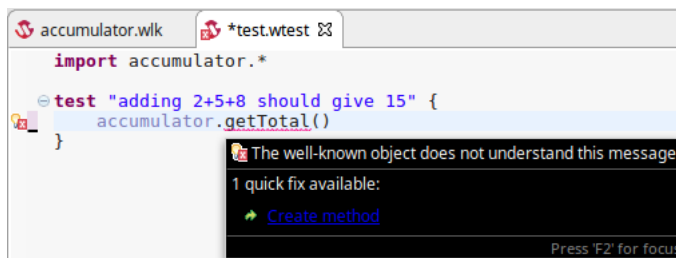 accumulator.wlk
*test.wtest
import accumulator.*
test "adding 2+5+8 should give 15" {
accumulator.getTotal()
}
The well-known object does not understand this message
1 quick fix available:
Create method
Press 'F2' for focus